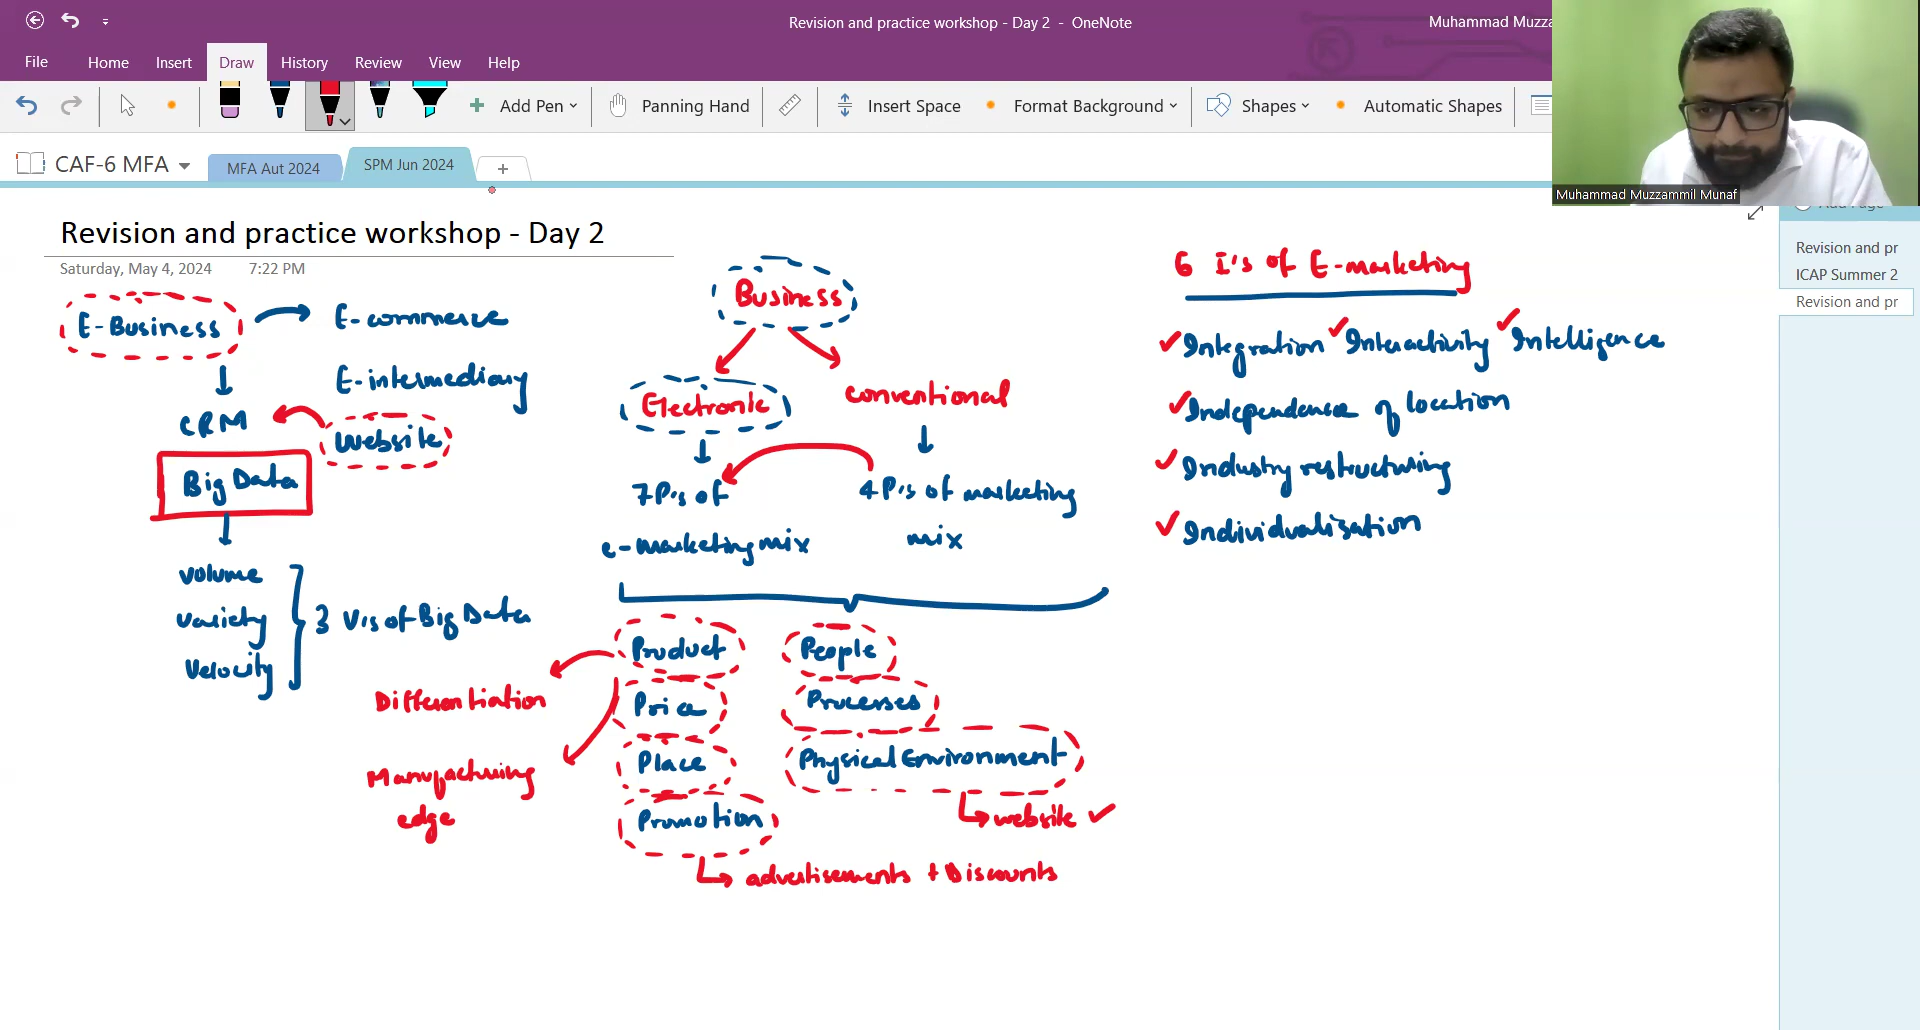 Revision and practice workshop - Day 2 - OneNote
Muhammad Muzza
File Home Insert Draw History Review View Help
Add Pen Panning Hand Insert Space Format Background Shapes Automatic Shapes
CAF-6 MFA MFA Aut 2024 SPM Jun 2024
Muhammad Muzzammil Munaf
Add Page
Revision and pr
ICAP Summer 2
Revision and pr
Revision and practice workshop - Day 2
Saturday, May 4, 2024 7:22 PM
E-Business
E-commerce
E-intermediary
CRM
Website
Big Data
Volume
Variety
Velocity
3 V's of Big Data
Business
Electronic
conventional
7P's of
e-marketing mix
4 P's of marketing
mix
Product
Price
Place
Promotion
People
Processes
Physical Environment
website
Differentiation
Manufacturing
edge
advertisements + Discounts
6 I's of E-marketing
Integration Interactivity Intelligence
Independence of location
Industry restructuring
Individualisation